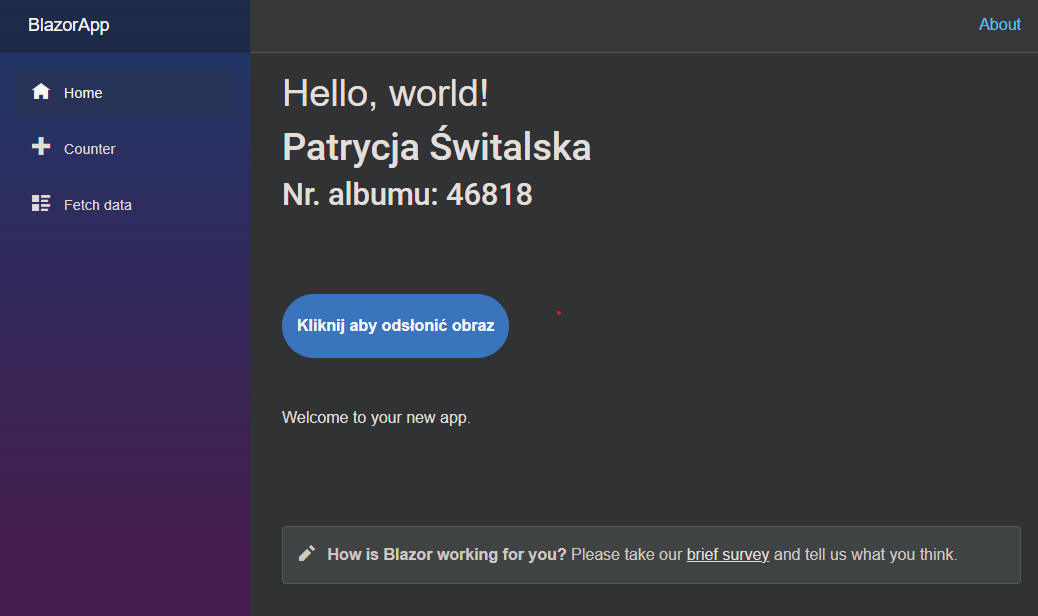 BlazorApp
About
Home
Counter
Fetch data
Hello, world!
Patrycja Świtalska
Nr. albumu: 46818
Kliknij aby odsłonić obraz
Welcome to your new app.
How is Blazor working for you? Please take our brief survey and tell us what you think.